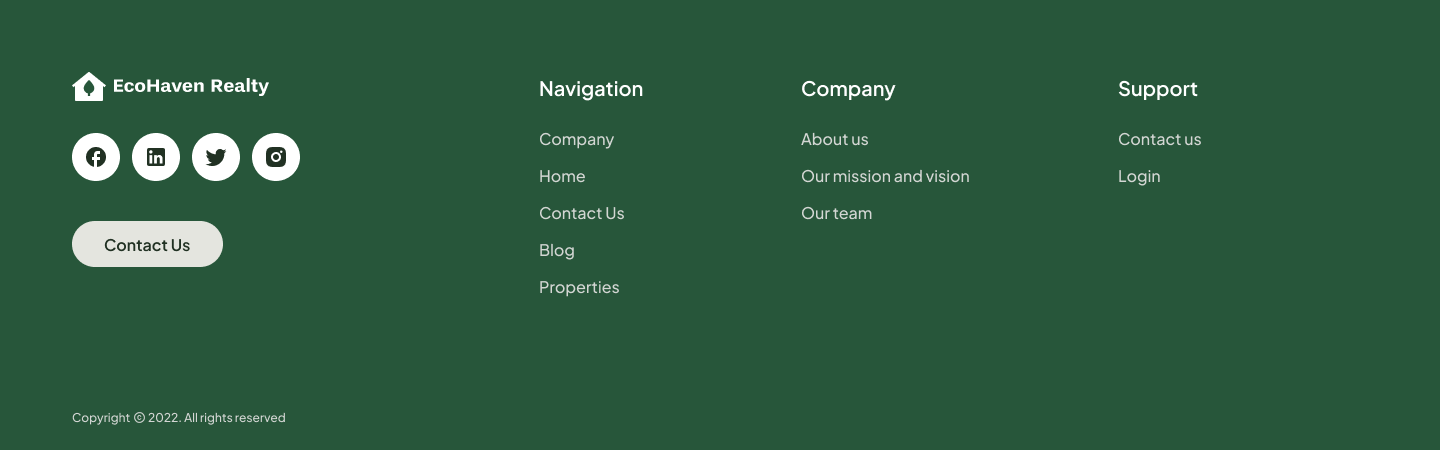 EcoHaven Realty
Contact Us
Navigation
Company
Home
Contact Us
Blog
Properties
Company
About us
Our mission and vision
Our team
Support
Contact us
Login
Copyright © 2022. All rights reserved